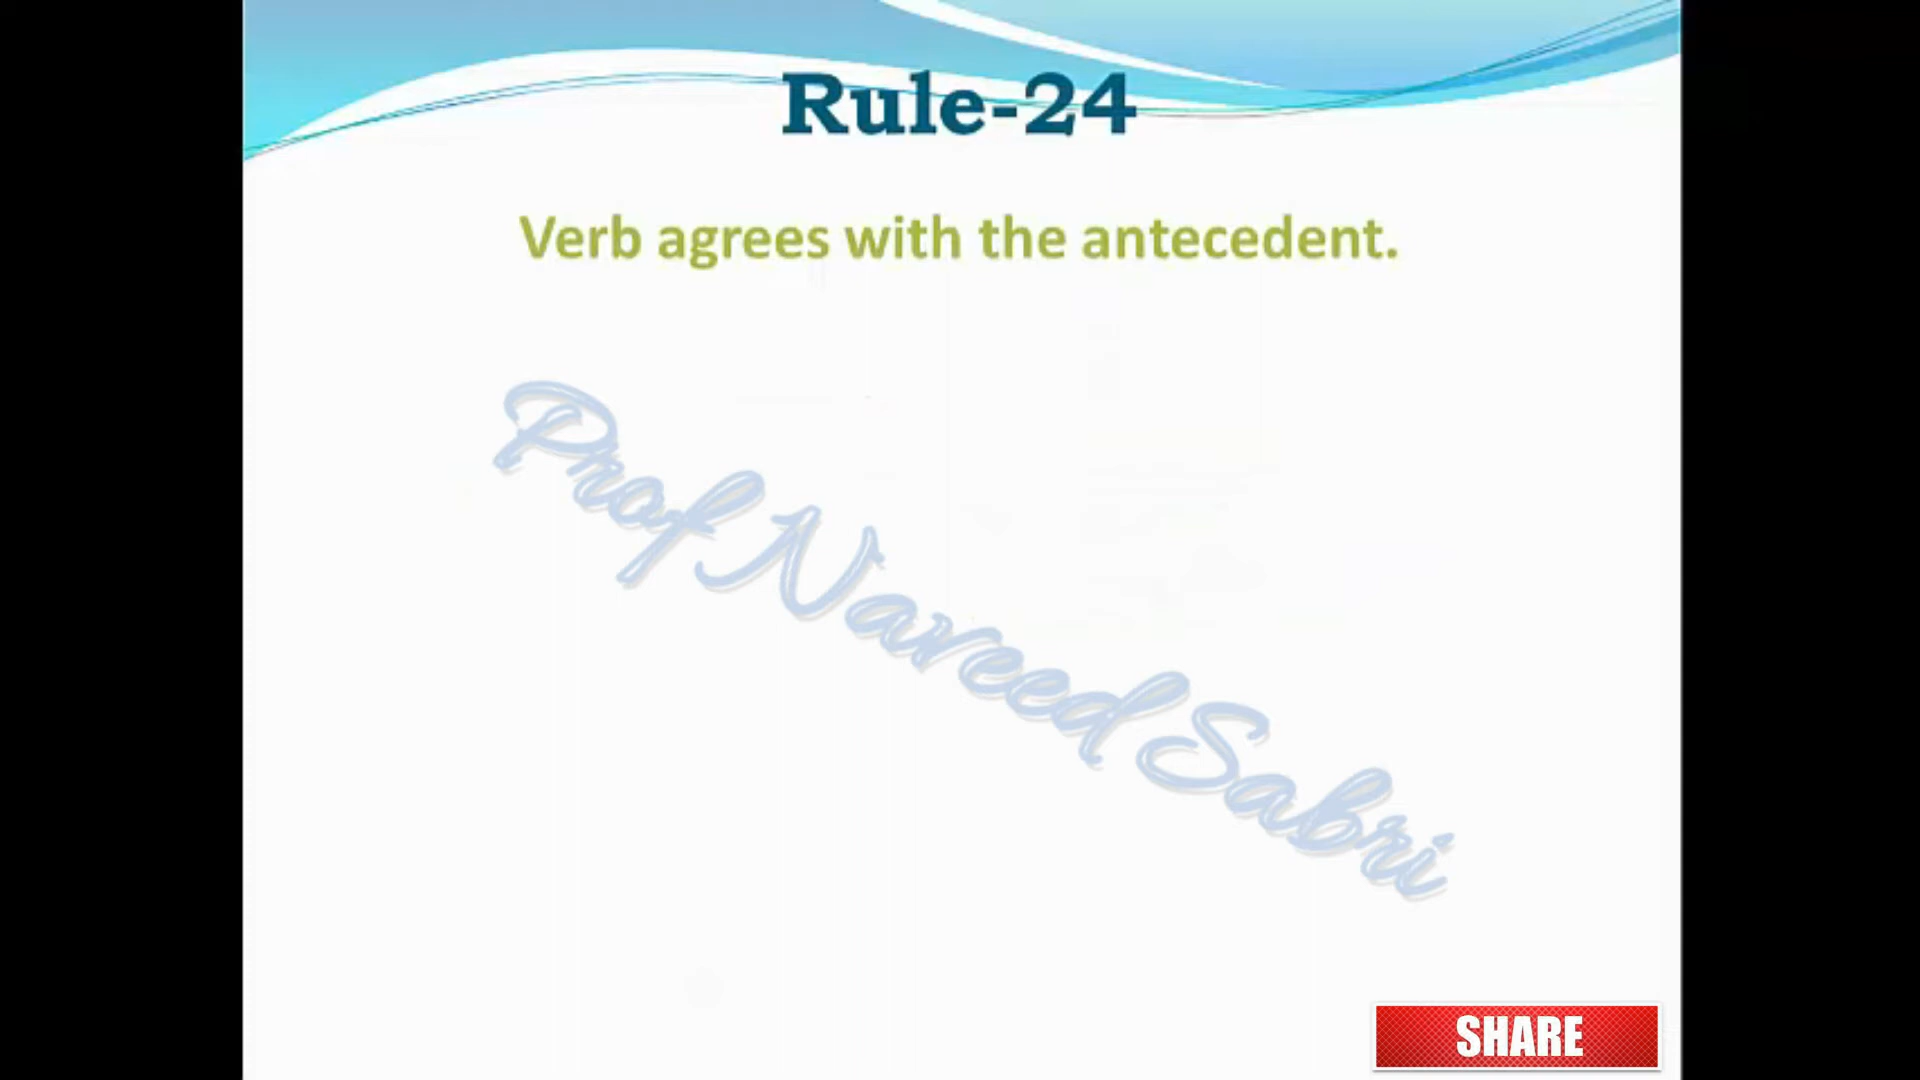 Rule-24
Verb agrees with the antecedent.
Prof Naveed Sabri
SHARE